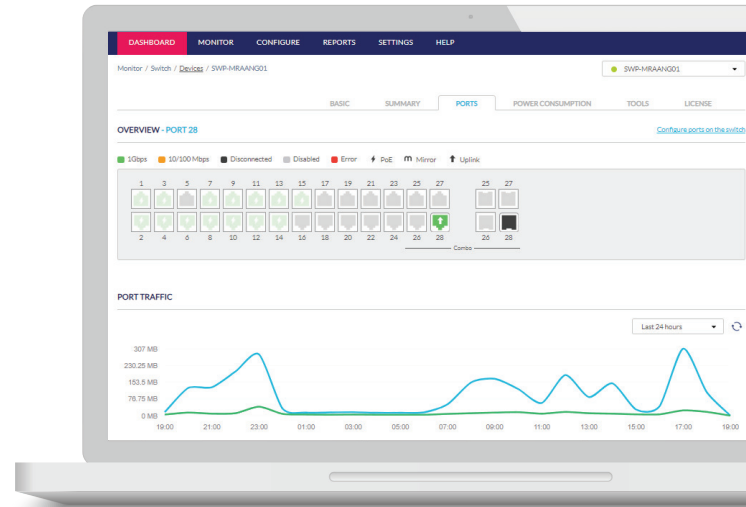 DASHBOARD MONITOR CONFIGURE REPORTS SETTINGS HELP
Monitor / Switch / Devices / SWP-MRAANG01
SWP-MRAANG01
BASIC SUMMARY PORTS POWER CONSUMPTION TOOLS LICENSE
OVERVIEW - PORT 28
Configure ports on the switch
1Gbps 10/100 Mbps Disconnected Disabled Error PoE Mirror Uplink
1 3 5 7 9 11 13 15 17 19 21 23 25 27 25 27
2 4 6 8 10 12 14 16 18 20 22 24 26 28 26 28
Combo
PORT TRAFFIC
Last 24 hours
307 MB
230.25 MB
153.5 MB
76.75 MB
0 MB
19:00 21:00 23:00 01:00 03:00 05:00 07:00 09:00 11:00 13:00 15:00 17:00 19:00